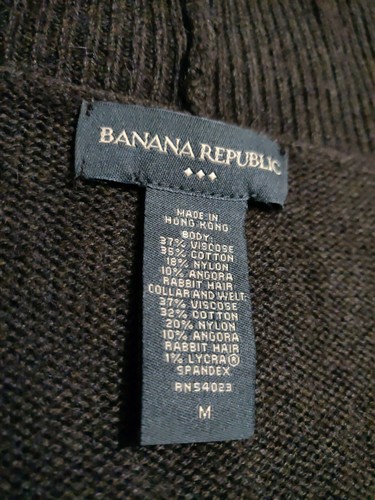 BANANA REPUBLIC
MADE IN
HONG KONG
BODY:
37% VISCOSE
35% COTTON
18% NYLON
10% ANGORA
RABBIT HAIR
COLLAR AND WELT:
37% VISCOSE
32% COTTON
20% NYLON
10% ANGORA
RABBIT HAIR
1% LYCRA®
SPANDEX
RN54023
M